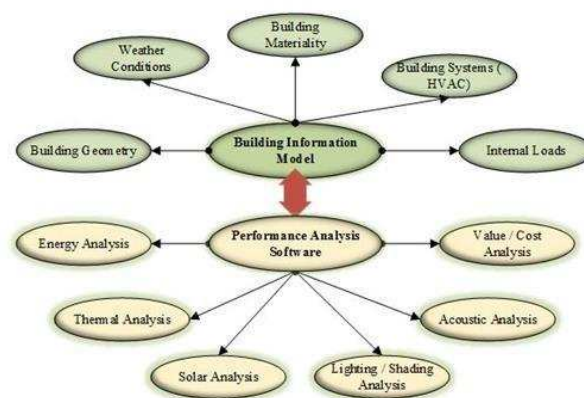 Building
Materiality
Weather
Conditions
Building Systems (
HVAC)
Building Geometry
Building Information
Model
Internal Loads
Energy Analysis
Performance Analysis
Software
Value / Cost
Analysis
Thermal Analysis
Acoustic Analysis
Solar Analysis
Lighting / Shading
Analysis